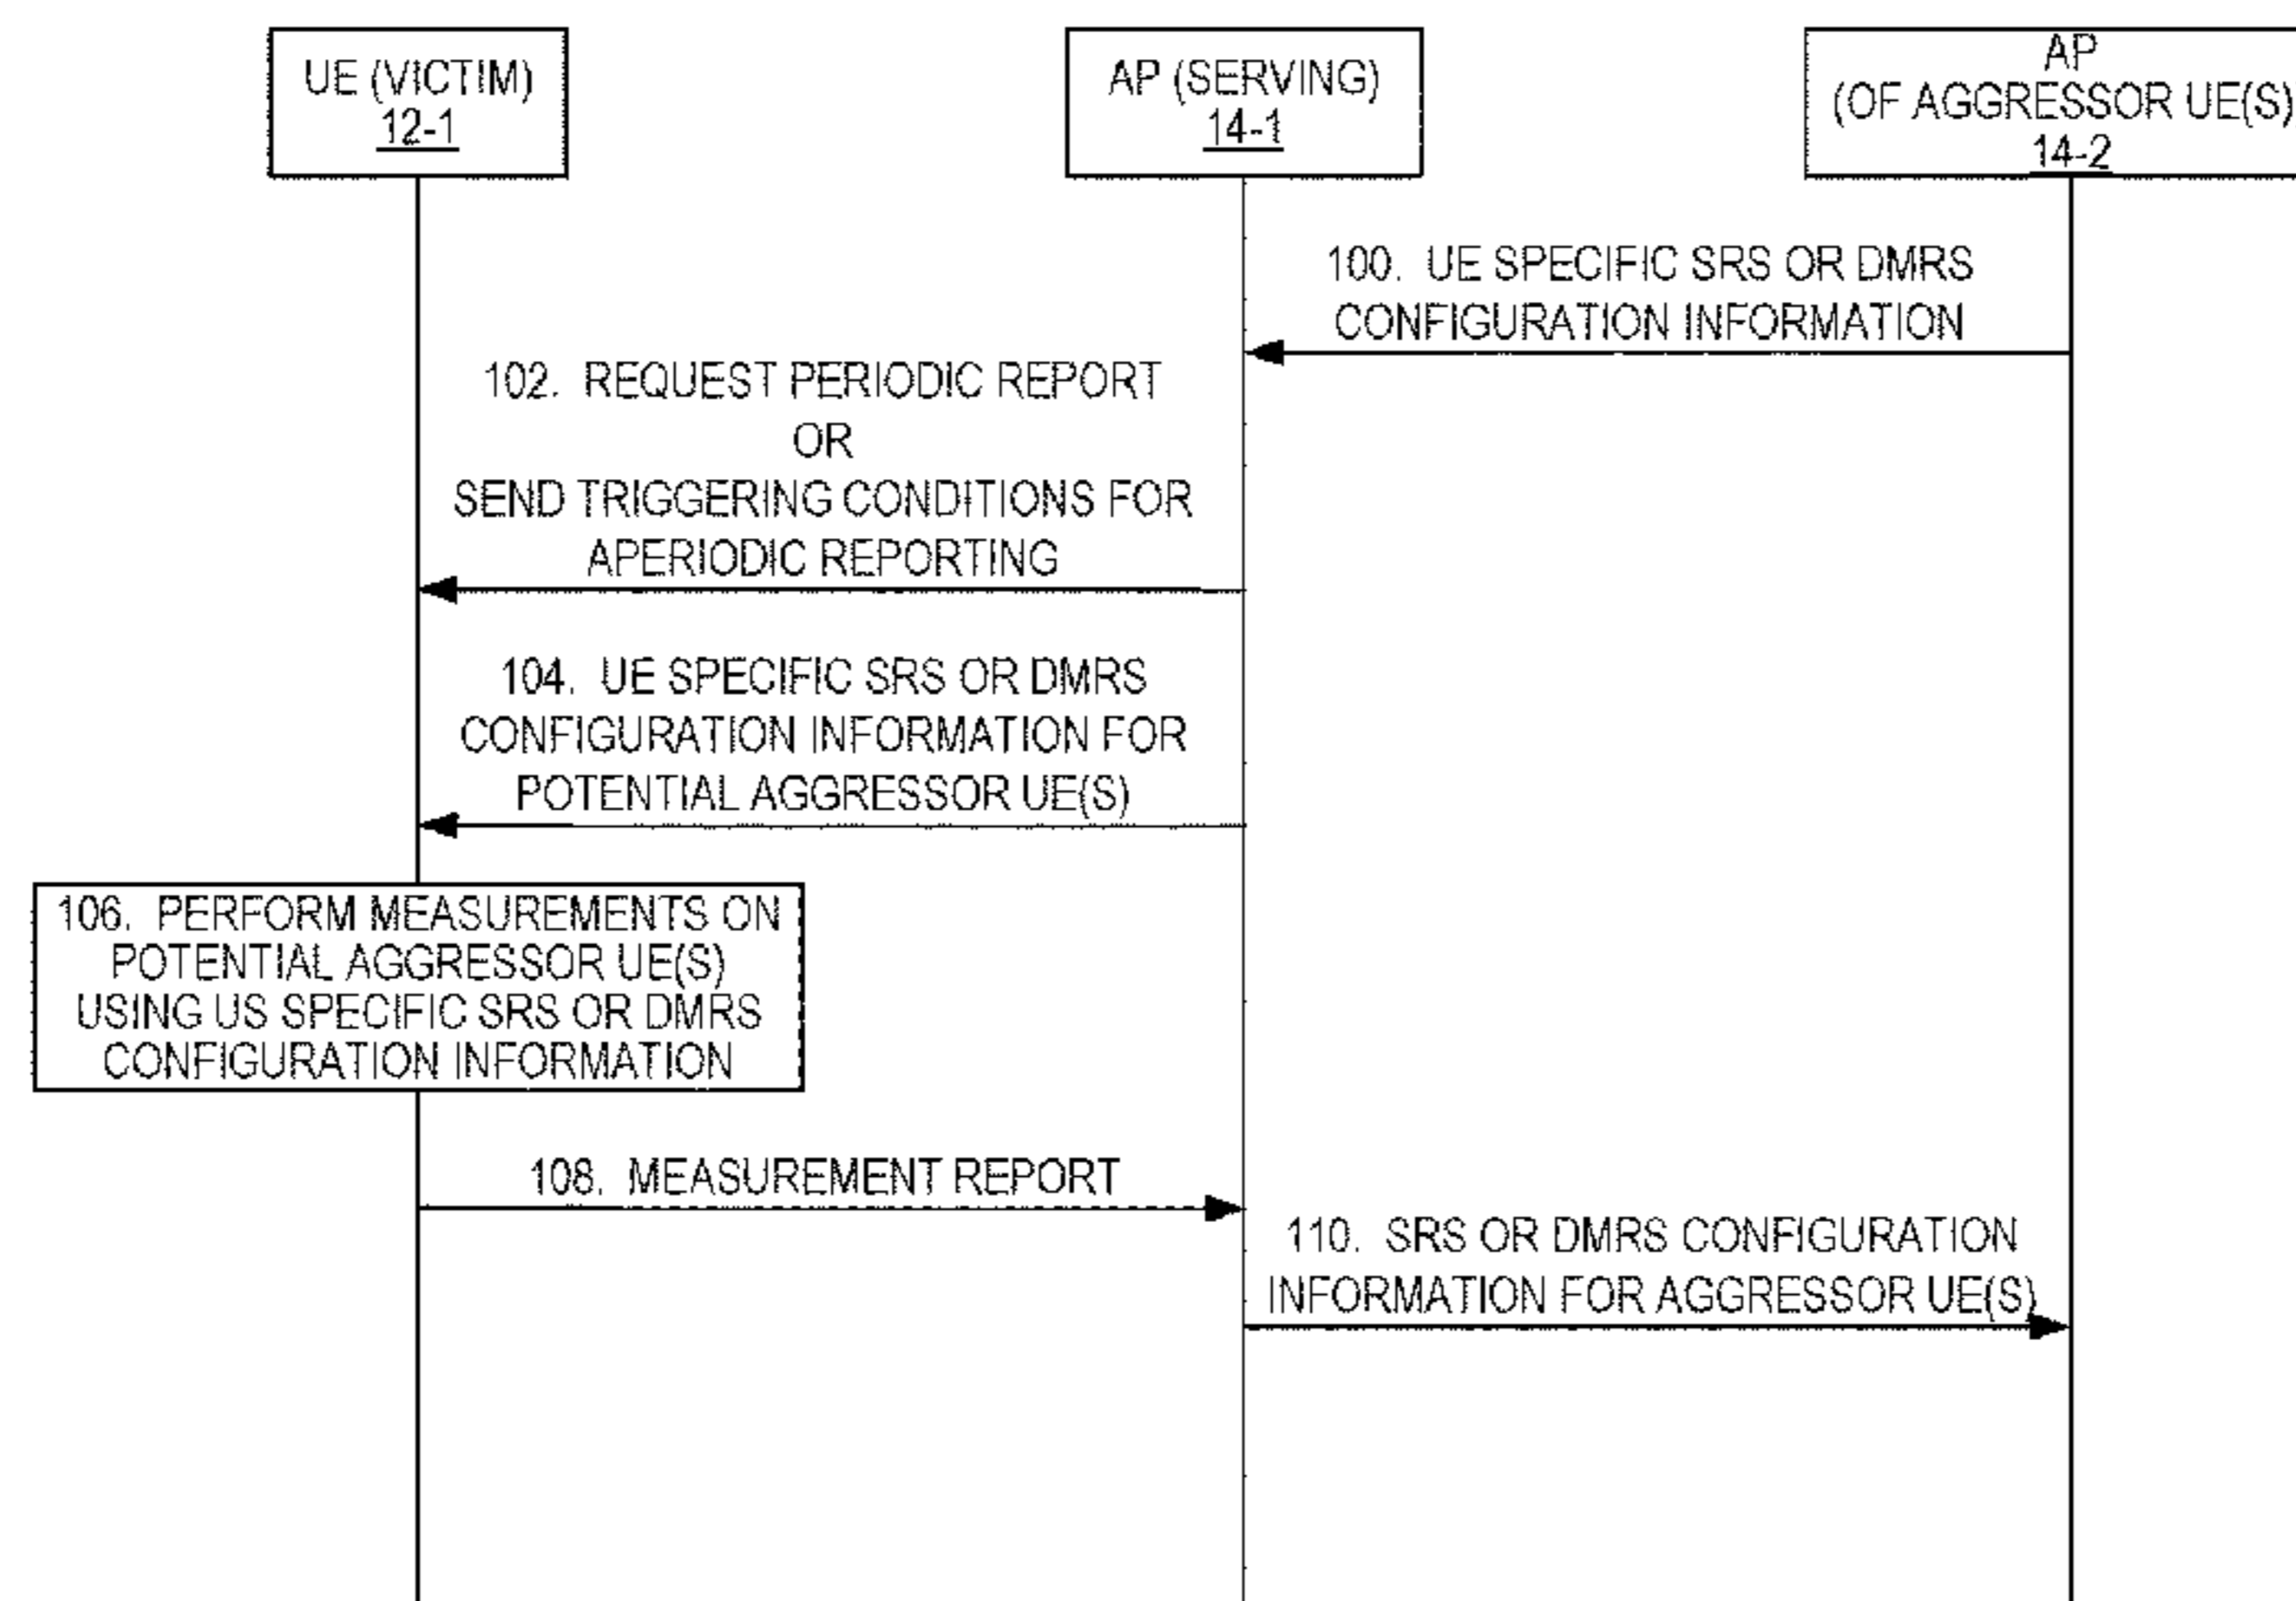 UE (VICTIM)
12-1
AP (SERVING)
14-1
AP
(OF AGGRESSOR UE(S)
14-2
100. UE SPECIFIC SRS OR DMRS
CONFIGURATION INFORMATION
102. REQUEST PERIODIC REPORT
OR
SEND TRIGGERING CONDITIONS FOR
APERIODIC REPORTING
104. UE SPECIFIC SRS OR DMRS
CONFIGURATION INFORMATION FOR
POTENTIAL AGGRESSOR UE(S)
106. PERFORM MEASUREMENTS ON
POTENTIAL AGGRESSOR UE(S)
USING US SPECIFIC SRS OR DMRS
CONFIGURATION INFORMATION
108. MEASUREMENT REPORT
110. SRS OR DMRS CONFIGURATION
INFORMATION FOR AGGRESSOR UE(S)